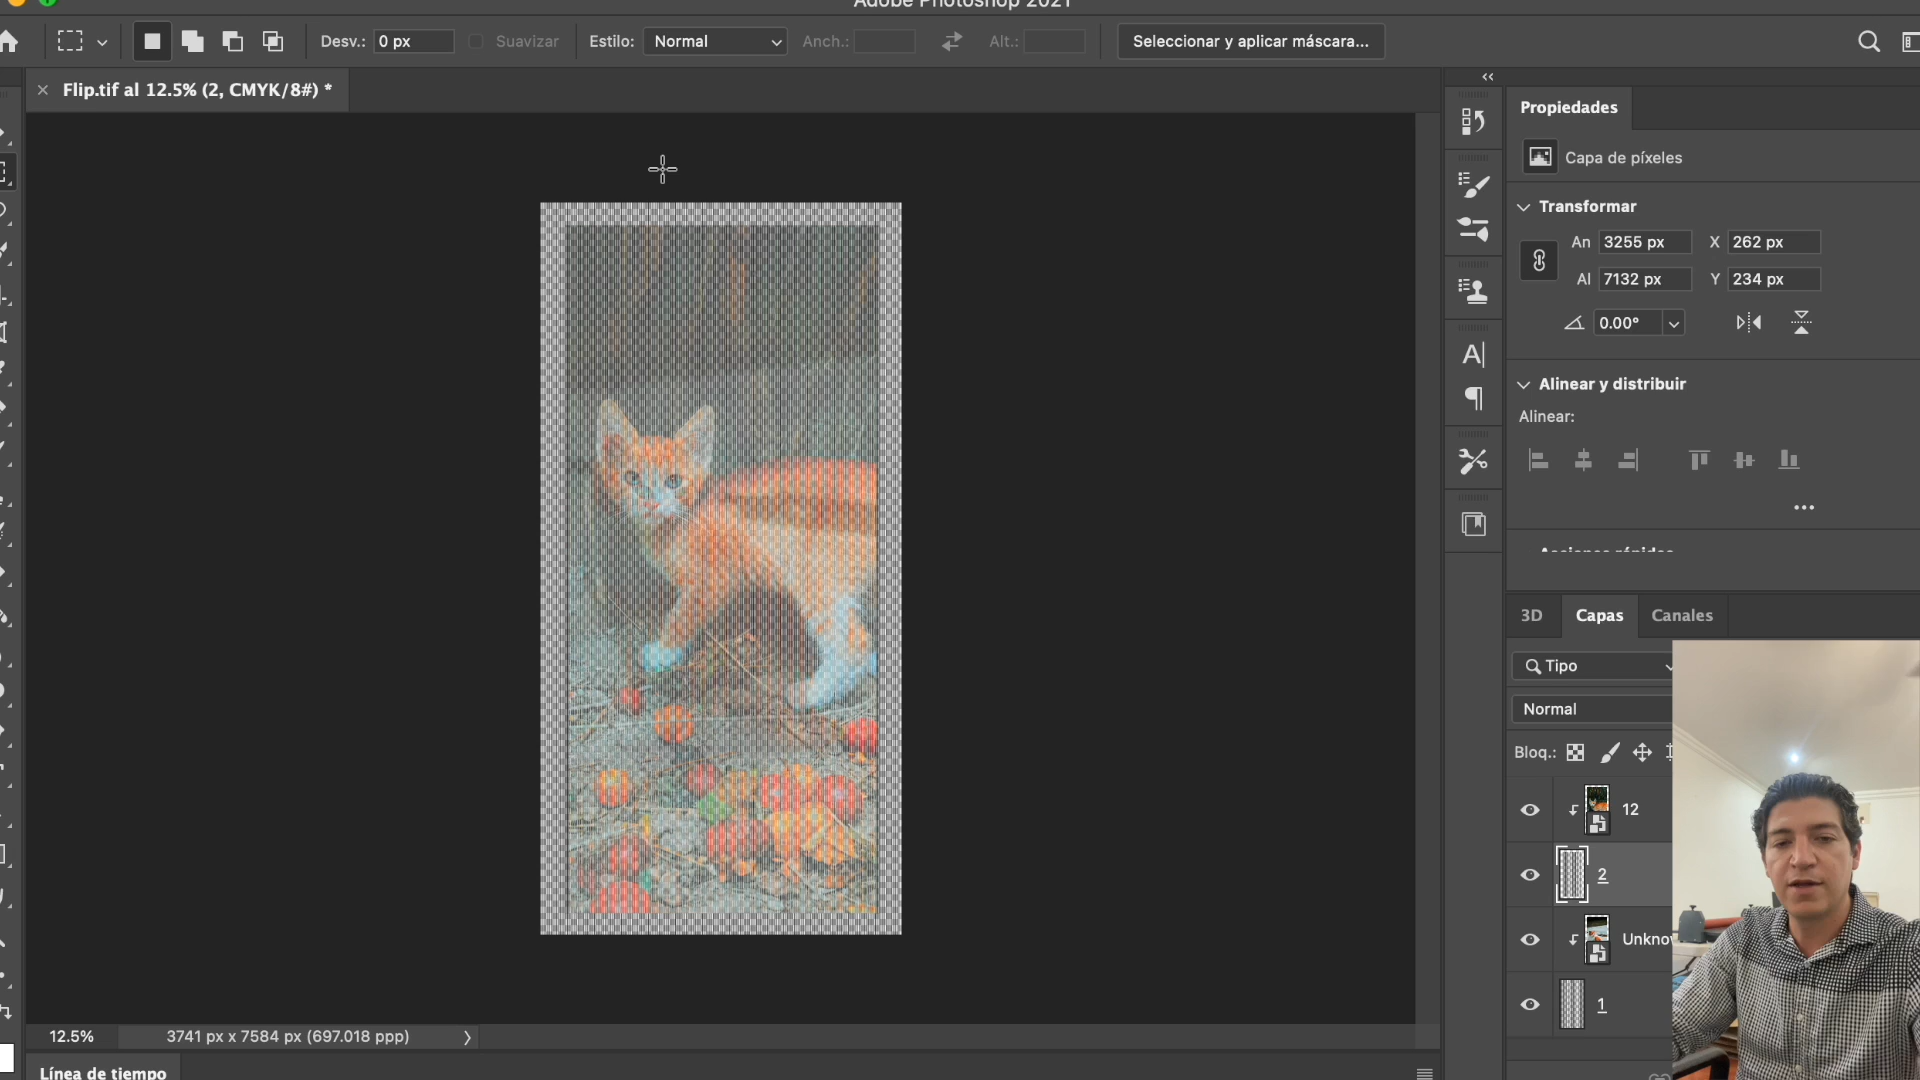 Adobe Photoshop 2021
Desv.: 0 px Suavizar Estilo: Normal Anch.: Alt.: Seleccionar y aplicar máscara...
Flip.tif al 12.5% (2, CMYK/8#) *
Propiedades
Capa de píxeles
Transformar
An 3255 px X 262 px
Al 7132 px Y 234 px
0.00°
Alinear y distribuir
Alinear:
Acciones rápidas
3D Capas Canales
Tipo
Normal
Bloq.:
12
2
Unkno
1
12.5% 3741 px x 7584 px (697.018 ppp)
Línea de tiempo